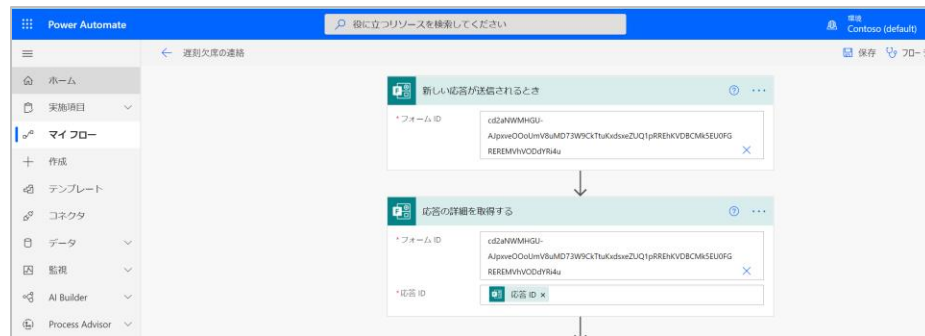 Power Automate
役に立つリソースを検索してください
環境
Contoso (default)
遅刻欠席の連絡
保存
フロー
ホーム
実施項目
マイ フロー
作成
テンプレート
コネクタ
データ
監視
AI Builder
Process Advisor
新しい応答が送信されるとき
*フォーム ID
cd2aNWMHGU-
AJpxveOOoUmV8uMD73W9CkTtuKxdsxeZUQ1pRREhKVDBCMk5EU0FG
REREMVhVODdYRi4u
応答の詳細を取得する
*フォーム ID
cd2aNWMHGU-
AJpxveOOoUmV8uMD73W9CkTtuKxdsxeZUQ1pRREhKVDBCMk5EU0FG
REREMVhVODdYRi4u
*応答 ID
応答 ID ×